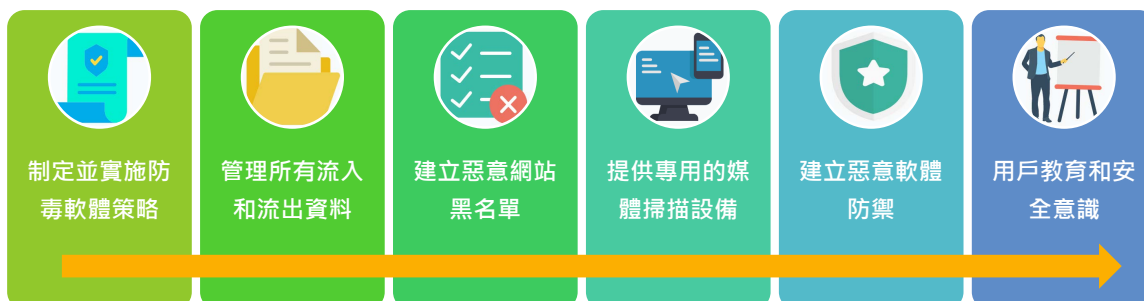 制定並實施防
毒軟體策略
管理所有流入
和流出資料
建立惡意網站
黑名單
提供專用的媒
體掃描設備
建立惡意軟體
防禦
用戶教育和安
全意識